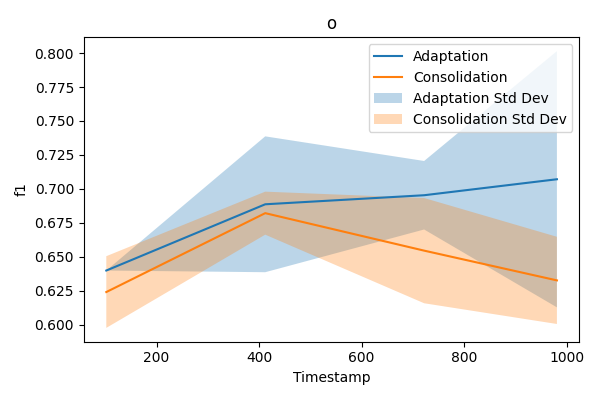 o
Adaptation
Consolidation
Adaptation Std Dev
Consolidation Std Dev
0.800
0.775
0.750
0.725
0.700
0.675
0.650
0.625
0.600
f1
200
400
600
800
1000
Timestamp